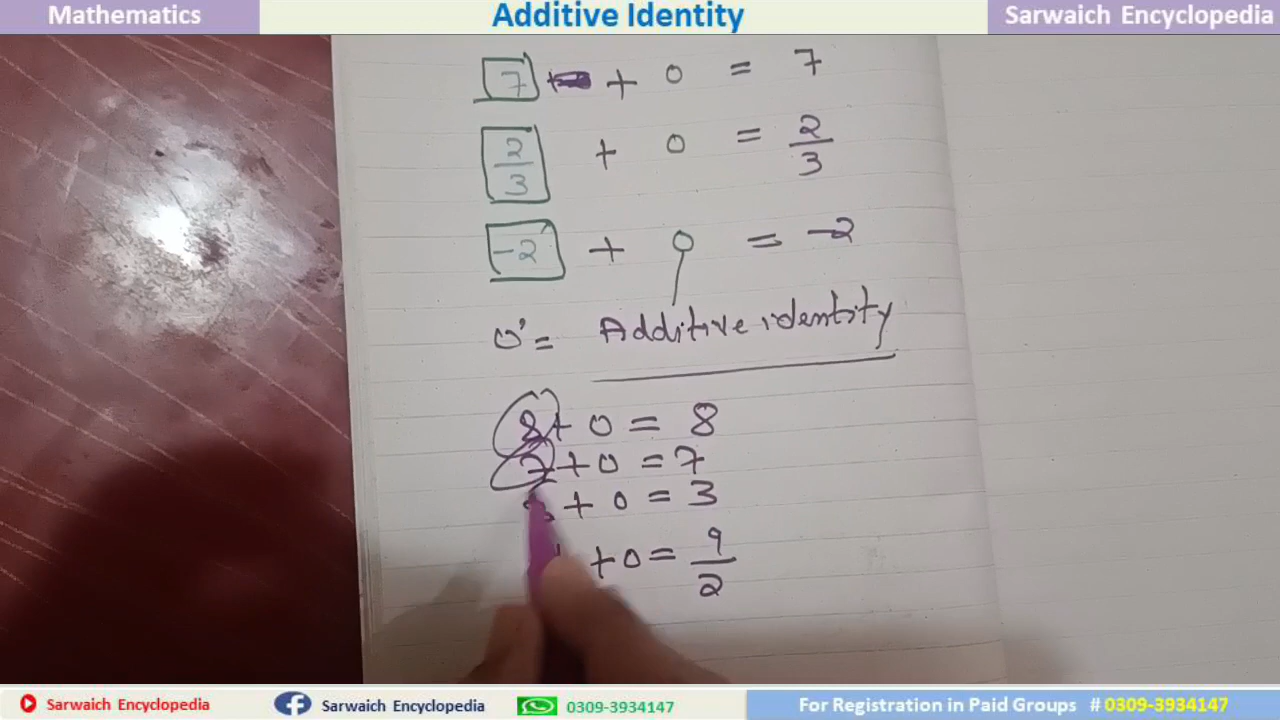 Mathematics
Additive Identity
Sarwaich Encyclopedia
7 + 0 = 7
2/3 + 0 = 2/3
-2 + 0 = -2
0' = Additive identity
8 + 0 = 8
7 + 0 = 7
+ 0 = 3
+ 0 = 9/2
Sarwaich Encyclopedia
Sarwaich Encyclopedia
0309-3934147
For Registration in Paid Groups # 0309-3934147